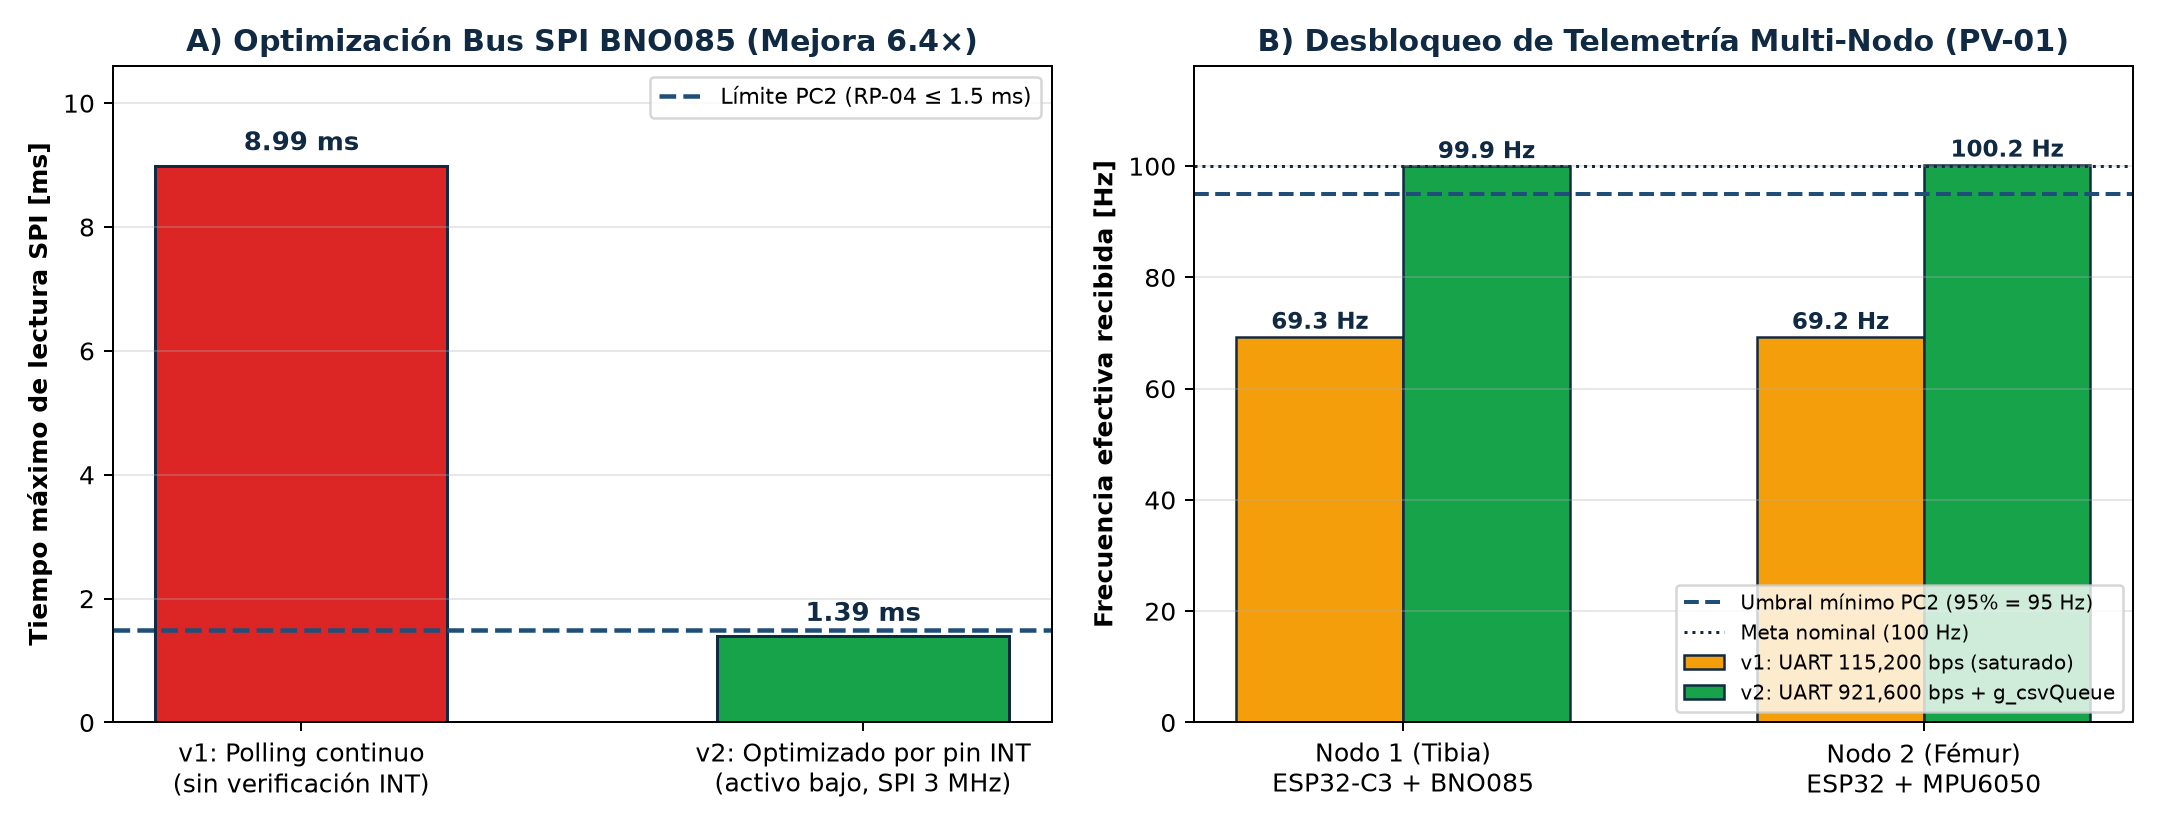 A) Optimización Bus SPI BNO085 (Mejora 6.4×)
Tiempo máximo de lectura SPI [ms]
10
8
6
4
2
0
Límite PC2 (RP-04 ≤ 1.5 ms)
8.99 ms
1.39 ms
v1: Polling continuo
(sin verificación INT)
v2: Optimizado por pin INT
(activo bajo, SPI 3 MHz)
B) Desbloqueo de Telemetría Multi-Nodo (PV-01)
Frecuencia efectiva recibida [Hz]
100
80
60
40
20
0
69.3 Hz
99.9 Hz
69.2 Hz
100.2 Hz
Umbral mínimo PC2 (95% = 95 Hz)
Meta nominal (100 Hz)
v1: UART 115,200 bps (saturado)
v2: UART 921,600 bps + g_csvQueue
Nodo 1 (Tibia)
ESP32-C3 + BNO085
Nodo 2 (Fémur)
ESP32 + MPU6050